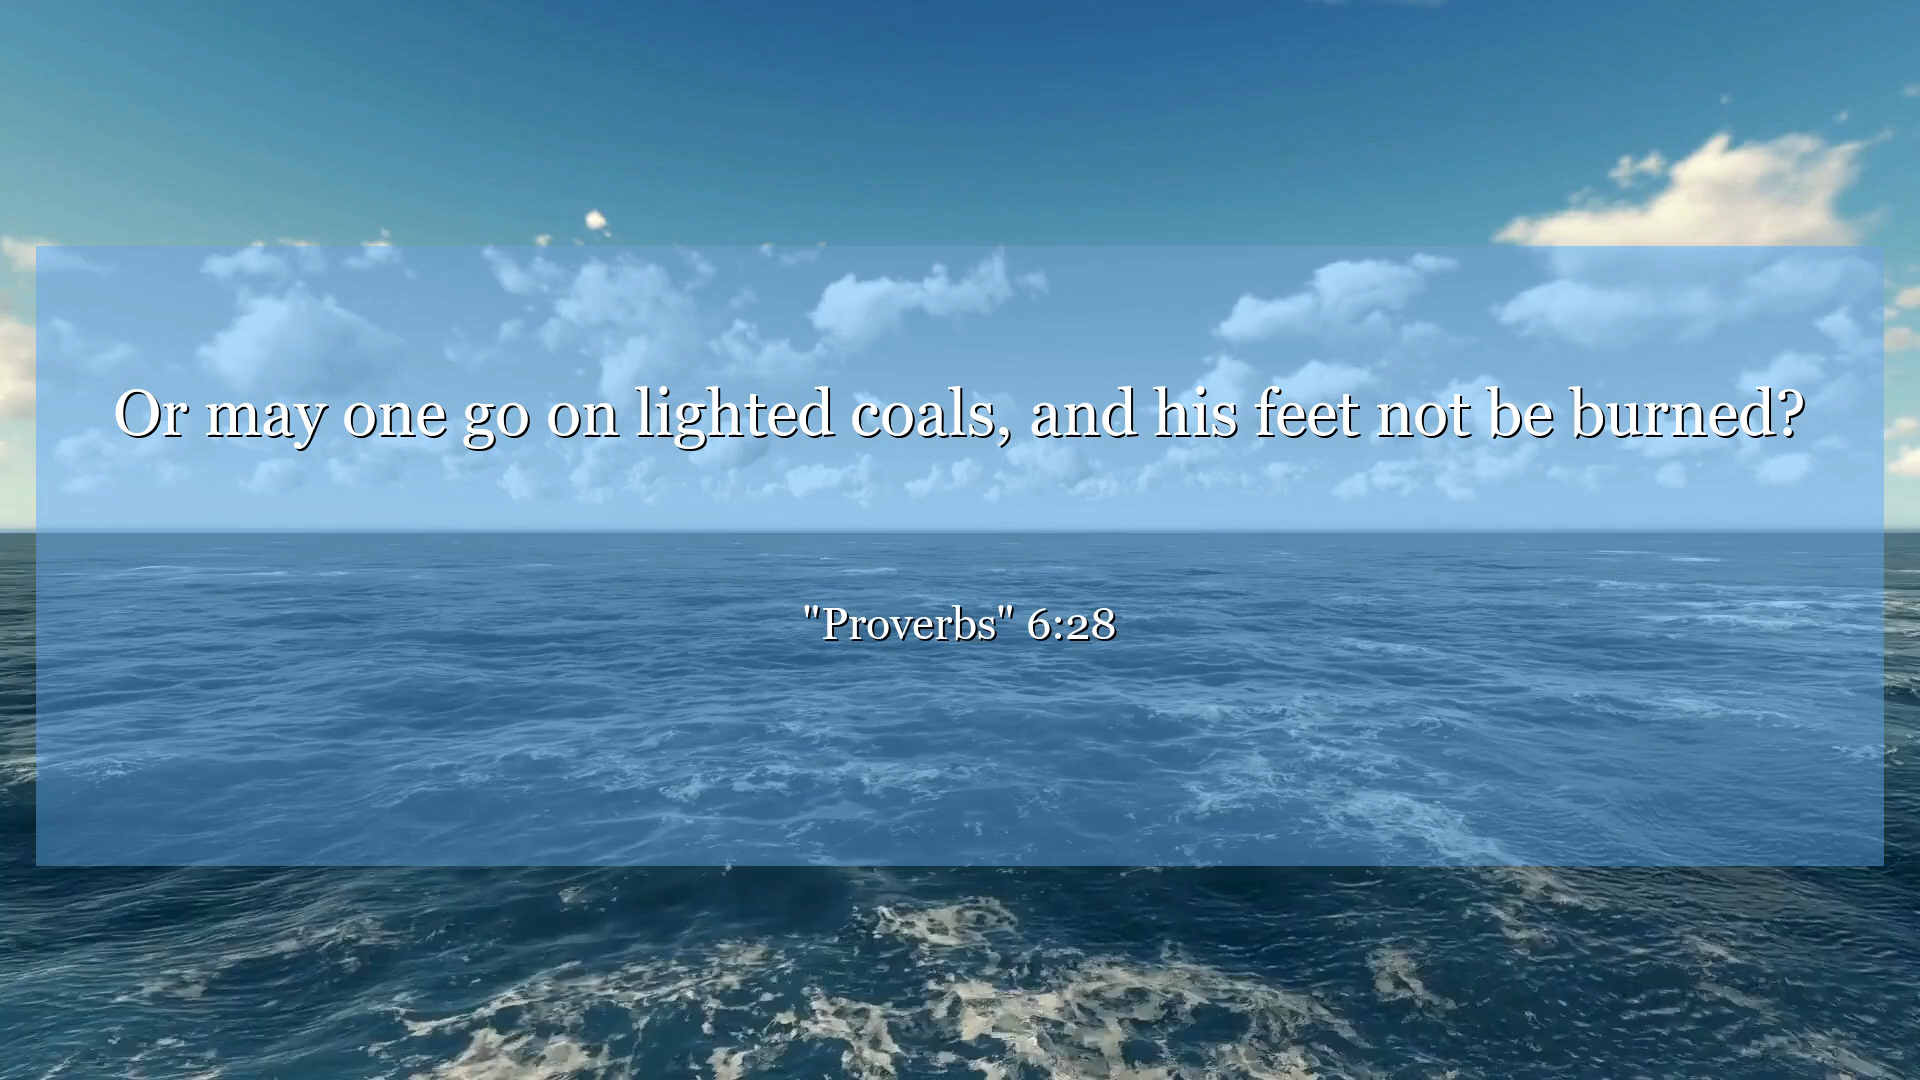 Or may one go on lighted coals, and his feet not be burned?
"Proverbs" 6:28